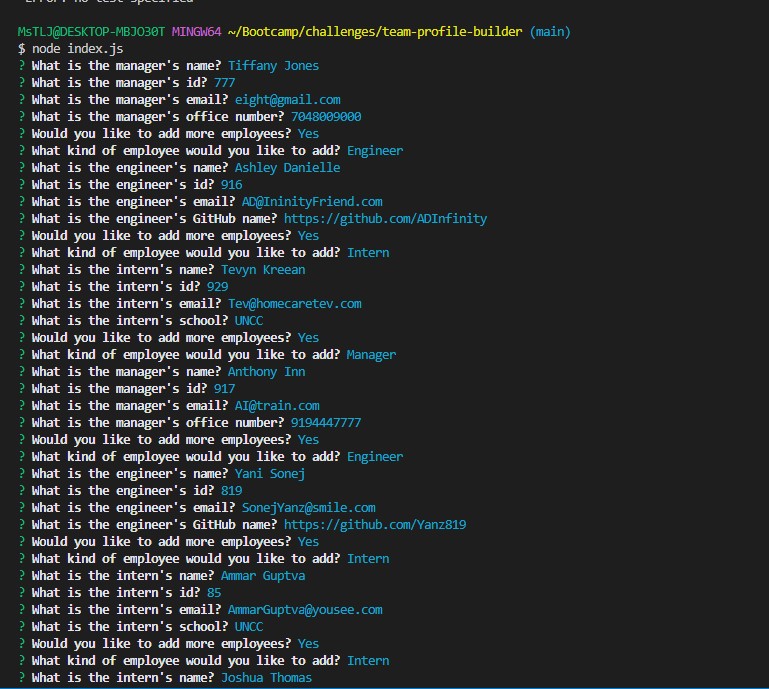 Error: no test specified
MsTLJ@DESKTOP-MBJO30T MINGW64 ~/Bootcamp/challenges/team-profile-builder (main)
$ node index.js
? What is the manager's name? Tiffany Jones
? What is the manager's id? 777
? What is the manager's email? eight@gmail.com
? What is the manager's office number? 7048009000
? Would you like to add more employees? Yes
? What kind of employee would you like to add? Engineer
? What is the engineer's name? Ashley Danielle
? What is the engineer's id? 916
? What is the engineer's email? AD@IninityFriend.com
? What is the engineer's GitHub name? https://github.com/ADInfinity
? Would you like to add more employees? Yes
? What kind of employee would you like to add? Intern
? What is the intern's name? Tevyn Kreean
? What is the intern's id? 929
? What is the intern's email? Tev@homecaretev.com
? What is the intern's school? UNCC
? Would you like to add more employees? Yes
? What kind of employee would you like to add? Manager
? What is the manager's name? Anthony Inn
? What is the manager's id? 917
? What is the manager's email? AI@train.com
? What is the manager's office number? 9194447777
? Would you like to add more employees? Yes
? What kind of employee would you like to add? Engineer
? What is the engineer's name? Yani Sonej
? What is the engineer's id? 819
? What is the engineer's email? SonejYanz@smile.com
? What is the engineer's GitHub name? https://github.com/Yanz819
? Would you like to add more employees? Yes
? What kind of employee would you like to add? Intern
? What is the intern's name? Ammar Guptva
? What is the intern's id? 85
? What is the intern's email? AmmarGuptva@yousee.com
? What is the intern's school? UNCC
? Would you like to add more employees? Yes
? What kind of employee would you like to add? Intern
? What is the intern's name? Joshua Thomas